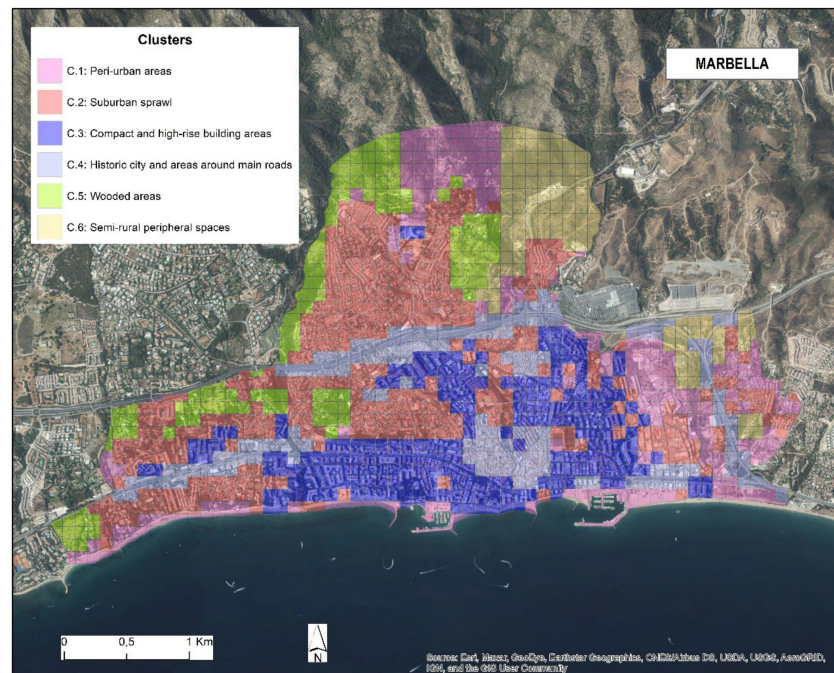 Clusters
C.1: Peri-urban areas
C.2: Suburban sprawl
C.3: Compact and high-rise building areas
C.4: Historic city and areas around main roads
C.5: Wooded areas
C.6: Semi-rural peripheral spaces
MARBELLA
0 0,5 1 Km
N
Source: Esri, Maxar, GeoEye, Earthstar Geographics, CNES/Airbus DS, USDA, USGS, AeroGRID,
IGN, and the GIS User Community